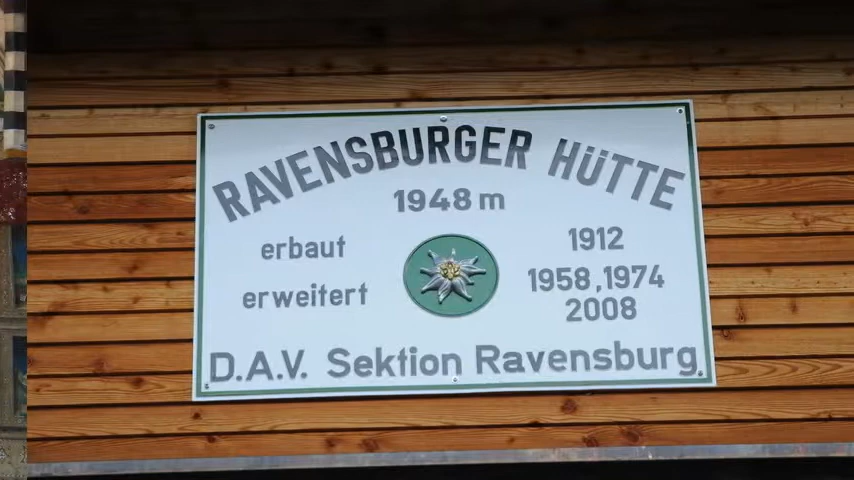 RAVENSBURGER HÜTTE
1948 m
erbaut 1912
erweitert 1958, 1974
2008
D.A.V. Sektion Ravensburg